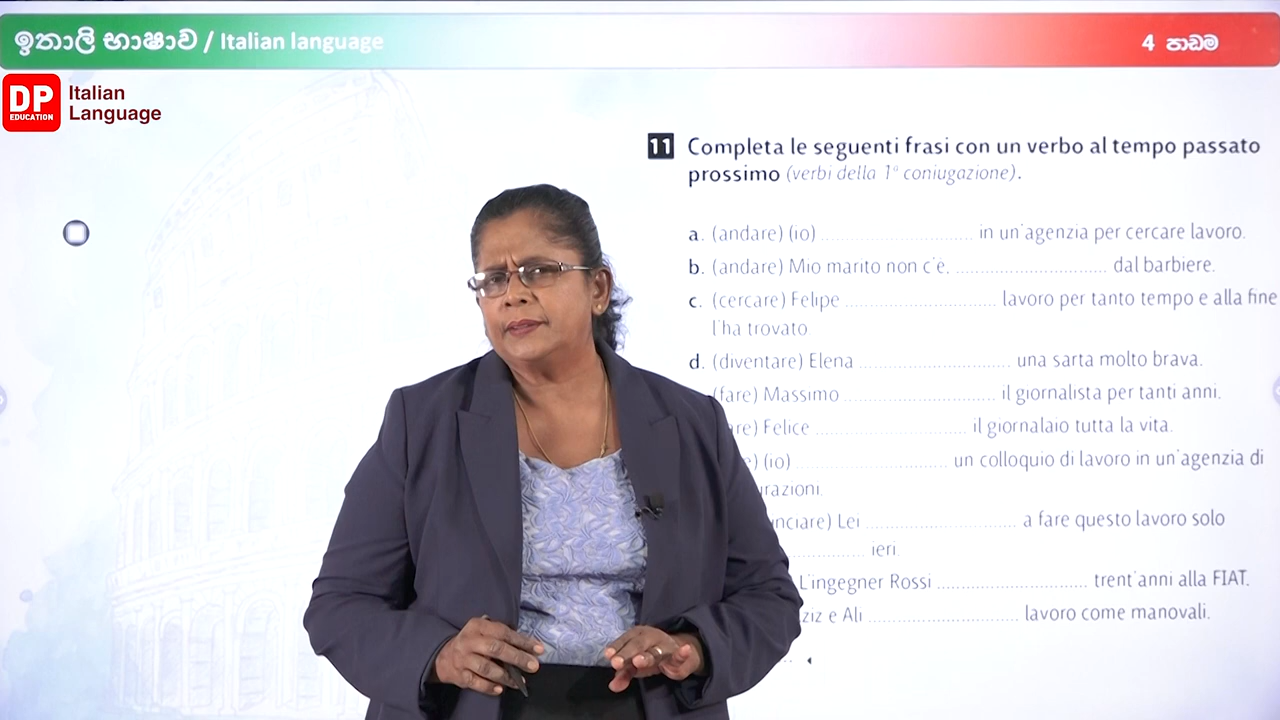 ඉතාලි භාෂාව / Italian language
4 පාඩම
DP
EDUCATION
Italian
Language
11 Completa le seguenti frasi con un verbo al tempo passato
prossimo (verbi della 1ª coniugazione).
a. (andare) (io) ........................ in un'agenzia per cercare lavoro.
b. (andare) Mio marito non c'è, ........................ dal barbiere.
c. (cercare) Felipe ........................ lavoro per tanto tempo e alla fine
l'ha trovato
d. (diventare) Elena ........................ una sarta molto brava.
(fare) Massimo ........................ il giornalista per tanti anni.
are) Felice ........................ il giornalaio tutta la vita.
(io) ........................ un colloquio di lavoro in un'agenzia di
razioni.
nciare) Lei ........................ a fare questo lavoro solo
............ ieri.
L'ingegner Rossi ........................ trent'anni alla FIAT.
ziz e Ali ........................ lavoro come manovali.